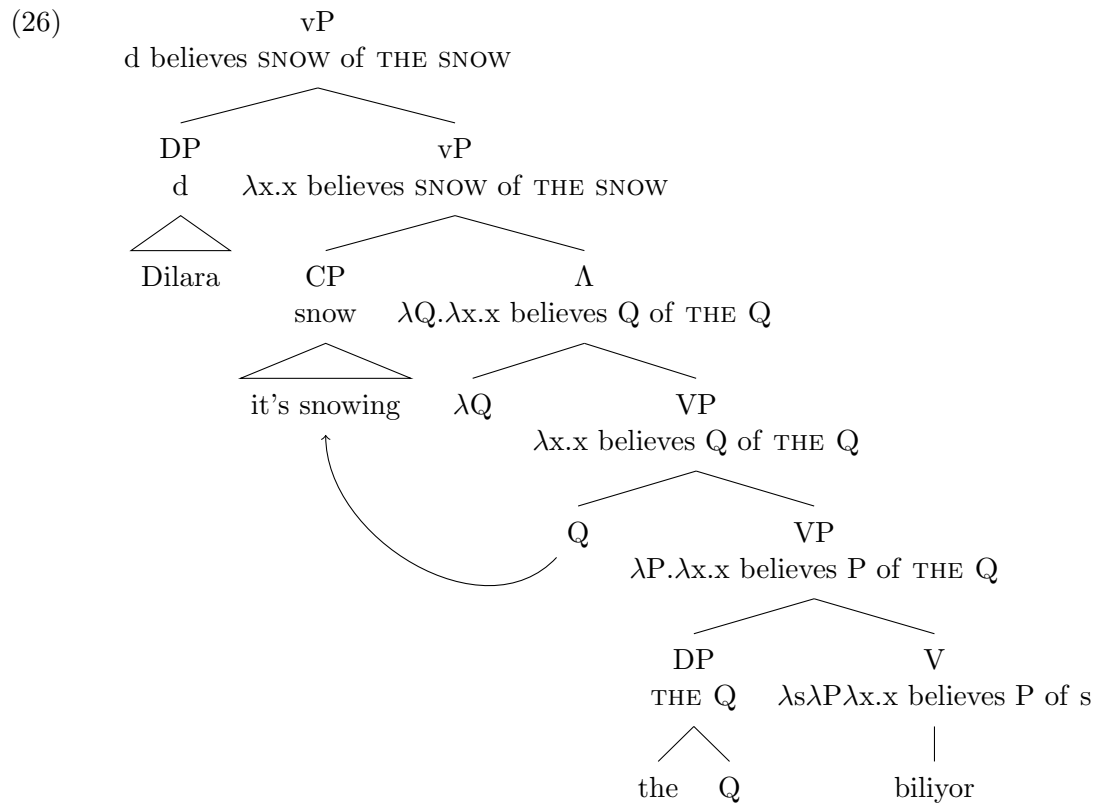 (26)
vP
d believes SNOW of THE SNOW
DP vP
d λx.x believes SNOW of THE SNOW
Dilara CP Λ
snow λQ.λx.x believes Q of THE Q
it's snowing λQ VP
λx.x believes Q of THE Q
Q VP
λP.λx.x believes P of THE Q
DP V
THE Q λsλPλx.x believes P of s
the Q biliyor